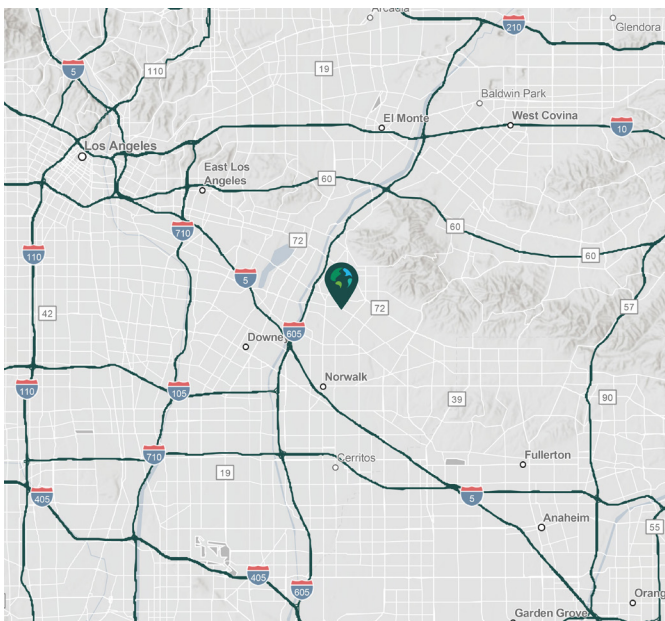 Arcadia
210
Glendora
5
110
19
Baldwin Park
El Monte
West Covina
10
Los Angeles
East Los
Angeles
60
710
72
60
110
60
5
72
57
42
605
Downe
Norwalk
110
105
39
90
710
Cerritos
Fullerton
19
5
405
Anaheim
55
405
605
Orang
Garden Grove